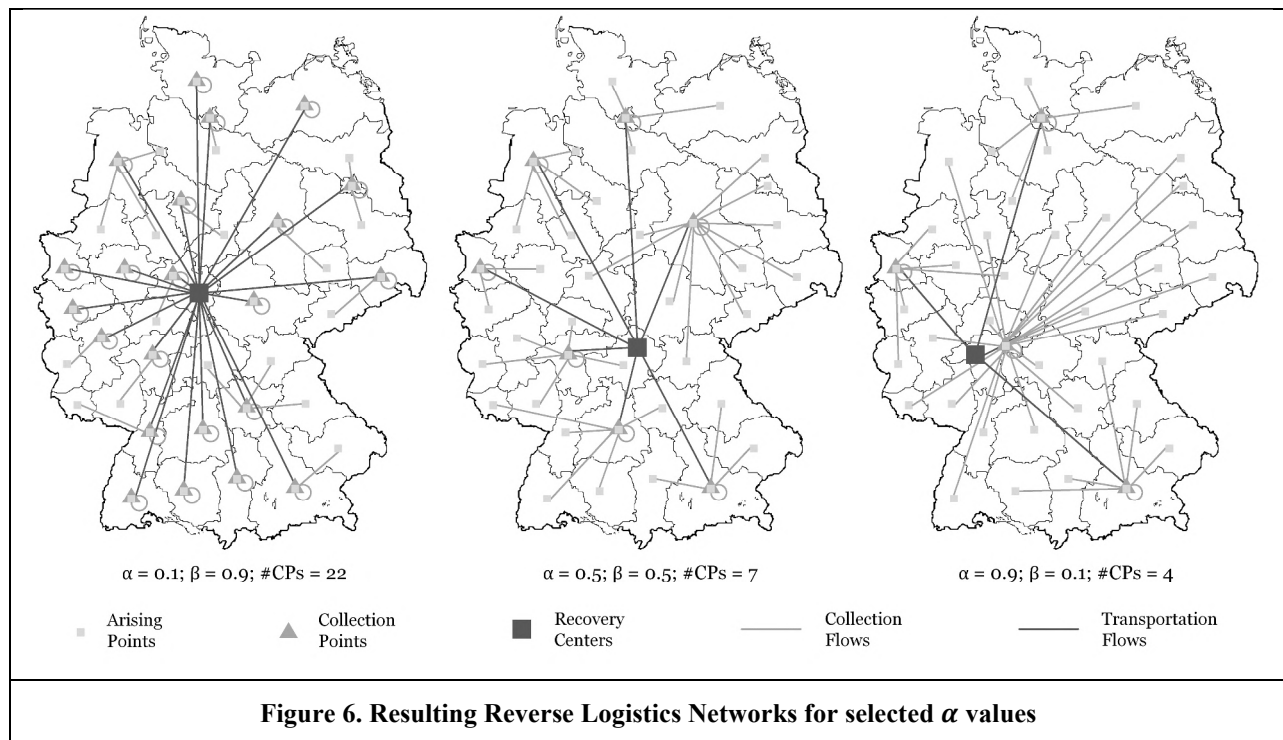 α = 0.1; β = 0.9; #CPs = 22
α = 0.5; β = 0.5; #CPs = 7
α = 0.9; β = 0.1; #CPs = 4
Arising
Points
Collection
Points
Recovery
Centers
Collection
Flows
Transportation
Flows
Figure 6. Resulting Reverse Logistics Networks for selected α values